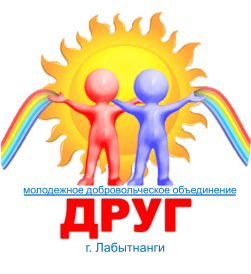 молодежное добровольческое объединение
ДРУГ
г. Лабытнанги